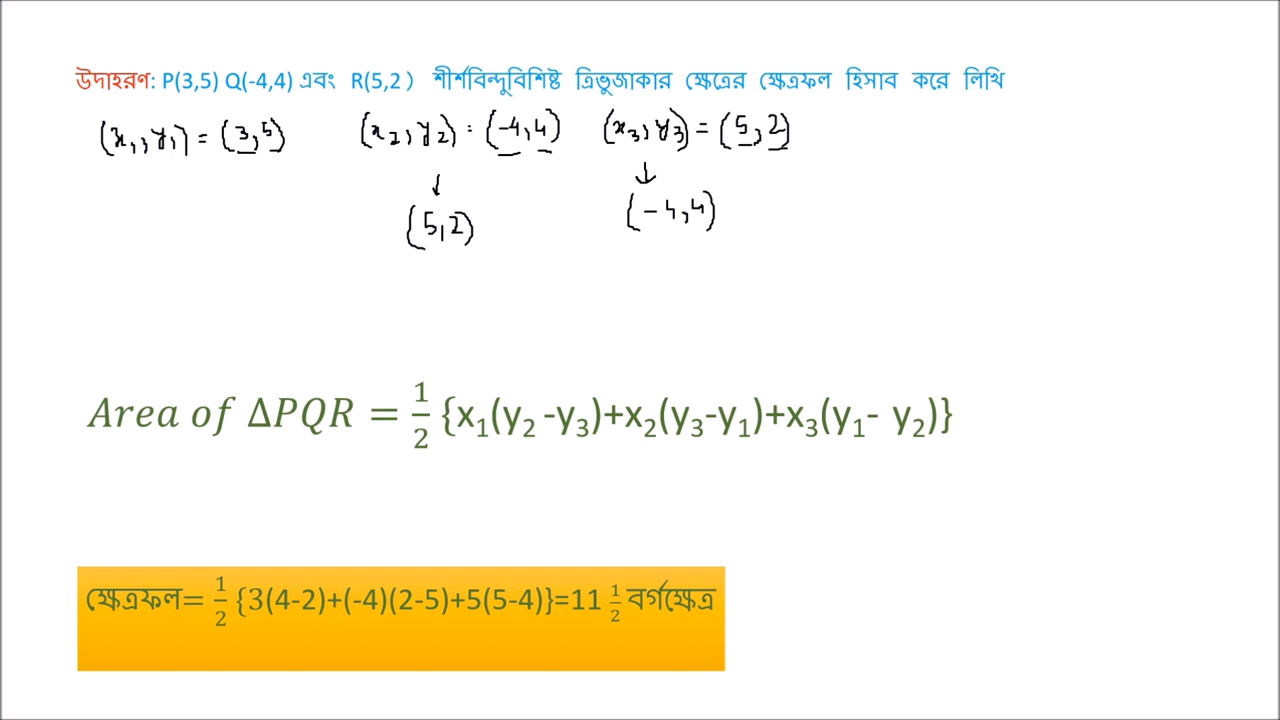 উদাহরণ: P(3,5) Q(-4,4) এবং R(5,2) শীর্শবিন্দুবিশিষ্ট ত্রিভুজাকার ক্ষেত্রের ক্ষেত্রফল হিসাব করে লিখি
(x₁,y₁) = (3,5) (x₂,y₂) = (-4,4) (x₃,y₃) = (5,2)
↓ ↓
(5,2) (-4,4)
Area of ΔPQR = 1/2 {x₁(y₂ -y₃)+x₂(y₃-y₁)+x₃(y₁- y₂)}
ক্ষেত্রফল= 1/2 {3(4-2)+(-4)(2-5)+5(5-4)}=11 1/2 বর্গক্ষেত্র